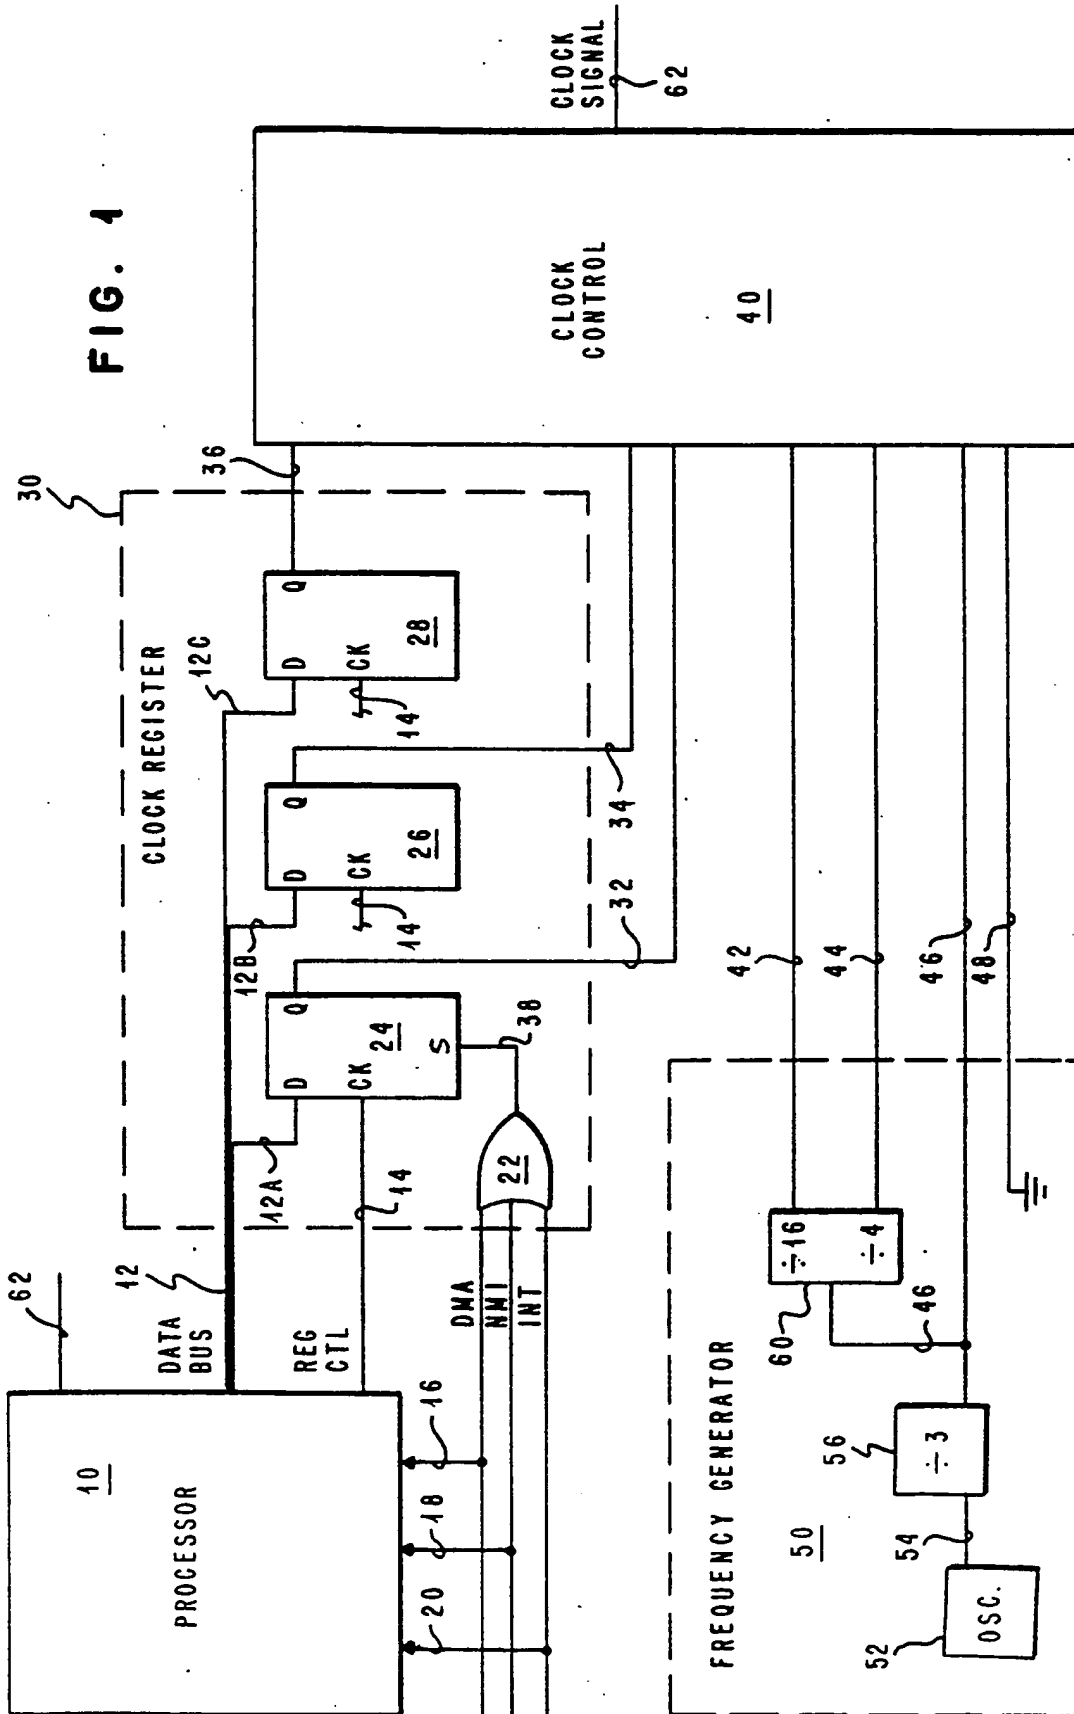 FIG. 1
PROCESSOR
10
62
DATA
BUS
12
REG
CTL
14
20
18
16
DMA
NMI
INT
22
38
CLOCK REGISTER
30
12A
12B
12C
D
Q
CK
24
S
D
Q
CK
26
14
D
Q
CK
28
14
36
34
32
CLOCK
CONTROL
40
CLOCK
SIGNAL
62
FREQUENCY GENERATOR
50
OSC.
52
54
÷3
56
46
60
÷16
÷4
42
44
46
48